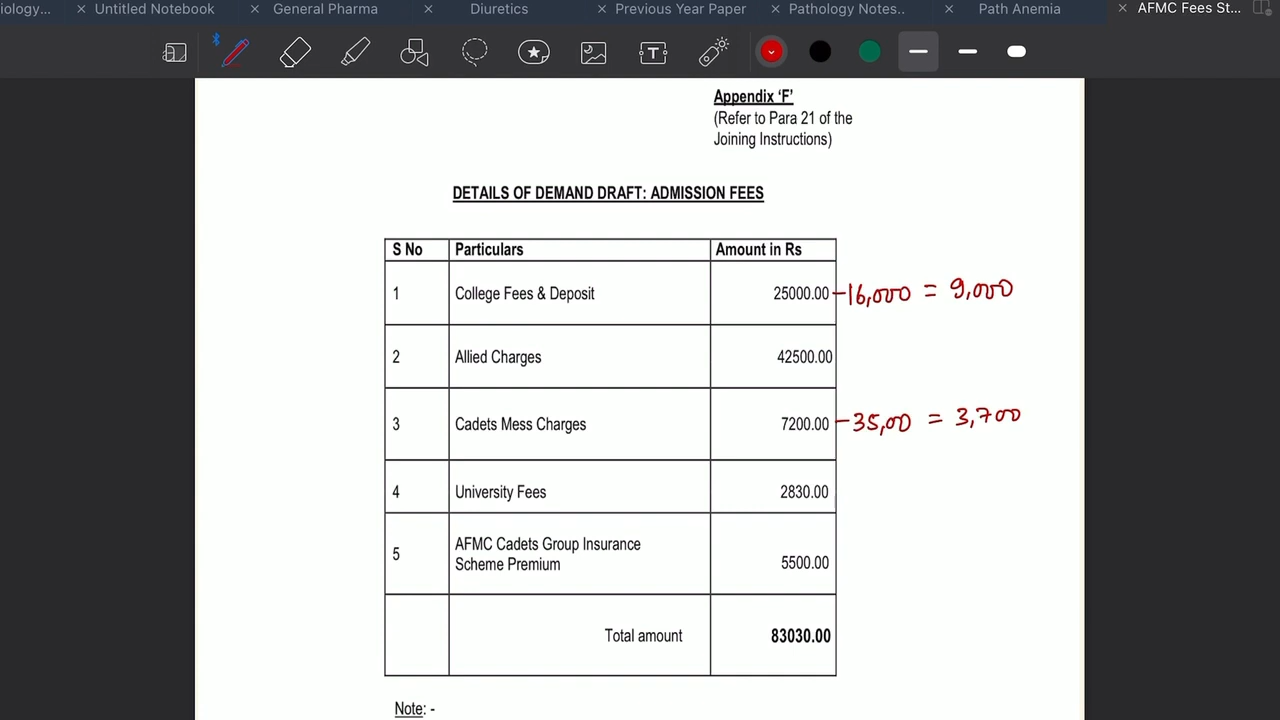 iology... Untitled Notebook General Pharma Diuretics Previous Year Paper Pathology Notes.. Path Anemia AFMC Fees St...
Appendix ‘F’
(Refer to Para 21 of the
Joining Instructions)
DETAILS OF DEMAND DRAFT: ADMISSION FEES
S No Particulars Amount in Rs
1 College Fees & Deposit 25000.00 -16,000 = 9,000
2 Allied Charges 42500.00
3 Cadets Mess Charges 7200.00 -35,00 = 3,700
4 University Fees 2830.00
5 AFMC Cadets Group Insurance
Scheme Premium 5500.00
Total amount 83030.00
Note: -